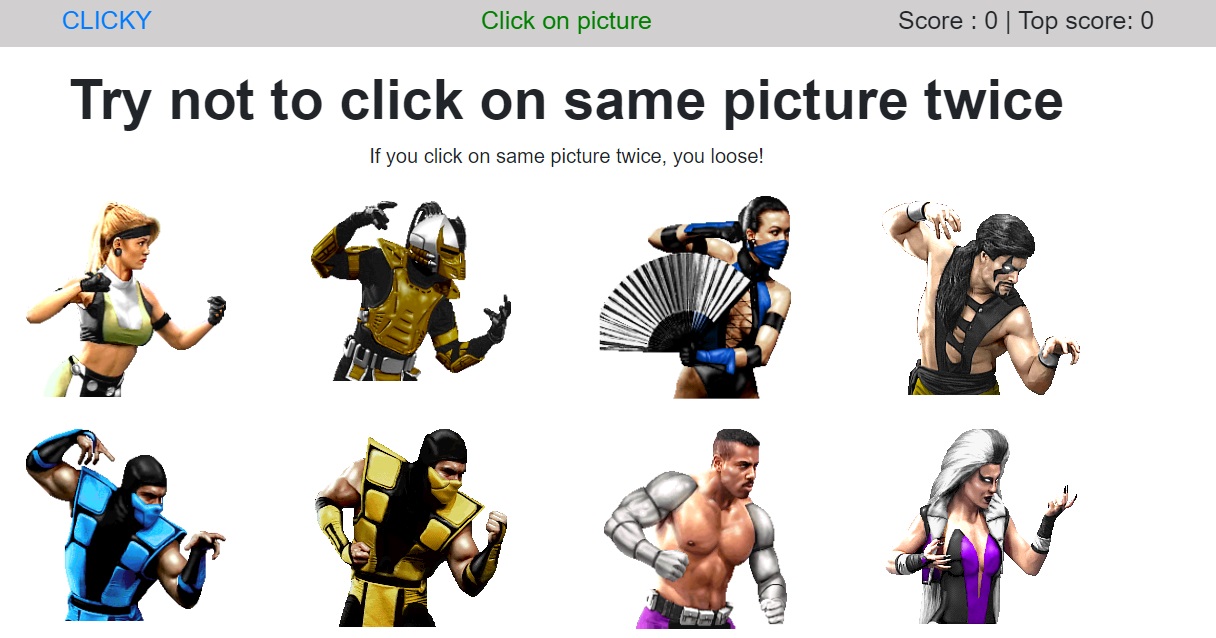 CLICKY
Click on picture
Score : 0 | Top score: 0
Try not to click on same picture twice
If you click on same picture twice, you loose!